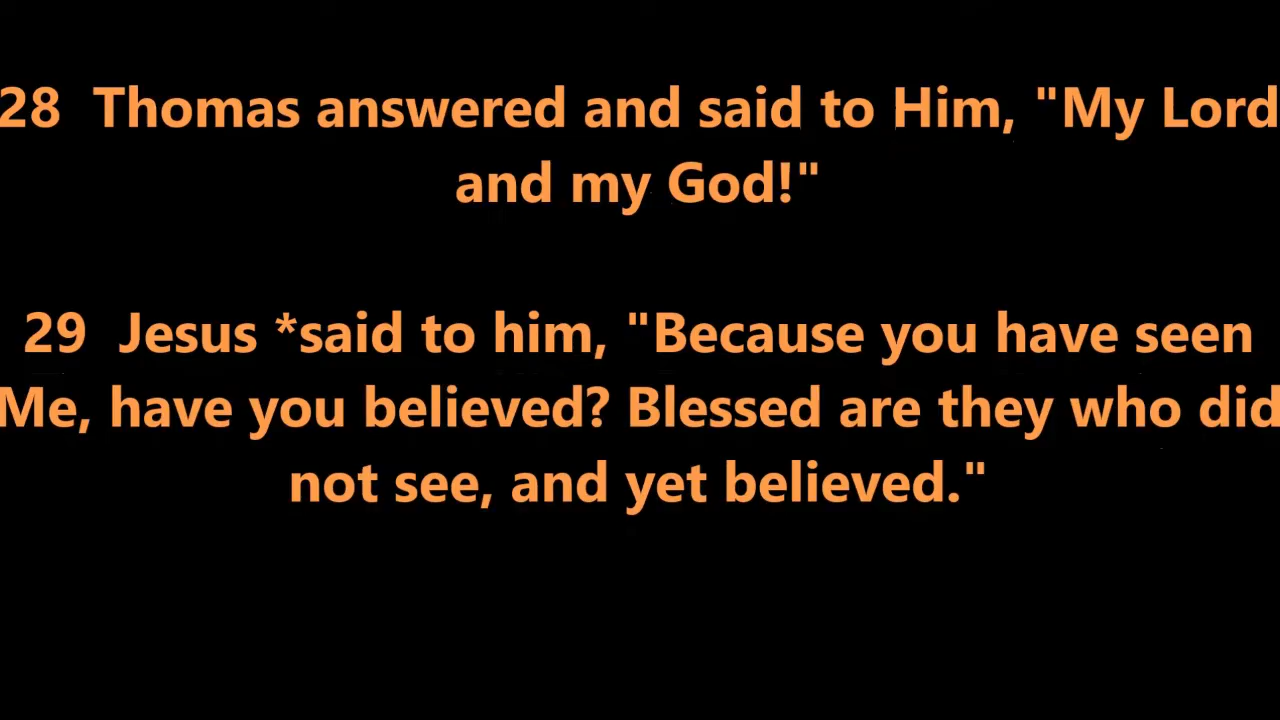 28  Thomas answered and said to Him, "My Lord
and my God!"
29  Jesus *said to him, "Because you have seen
Me, have you believed? Blessed are they who did
not see, and yet believed."